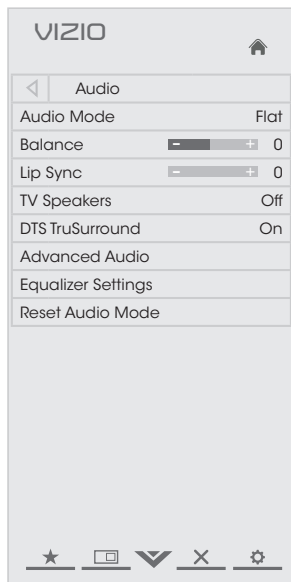 VIZIO
Audio
Audio Mode Flat
Balance - + 0
Lip Sync - + 0
TV Speakers Off
DTS TruSurround On
Advanced Audio
Equalizer Settings
Reset Audio Mode